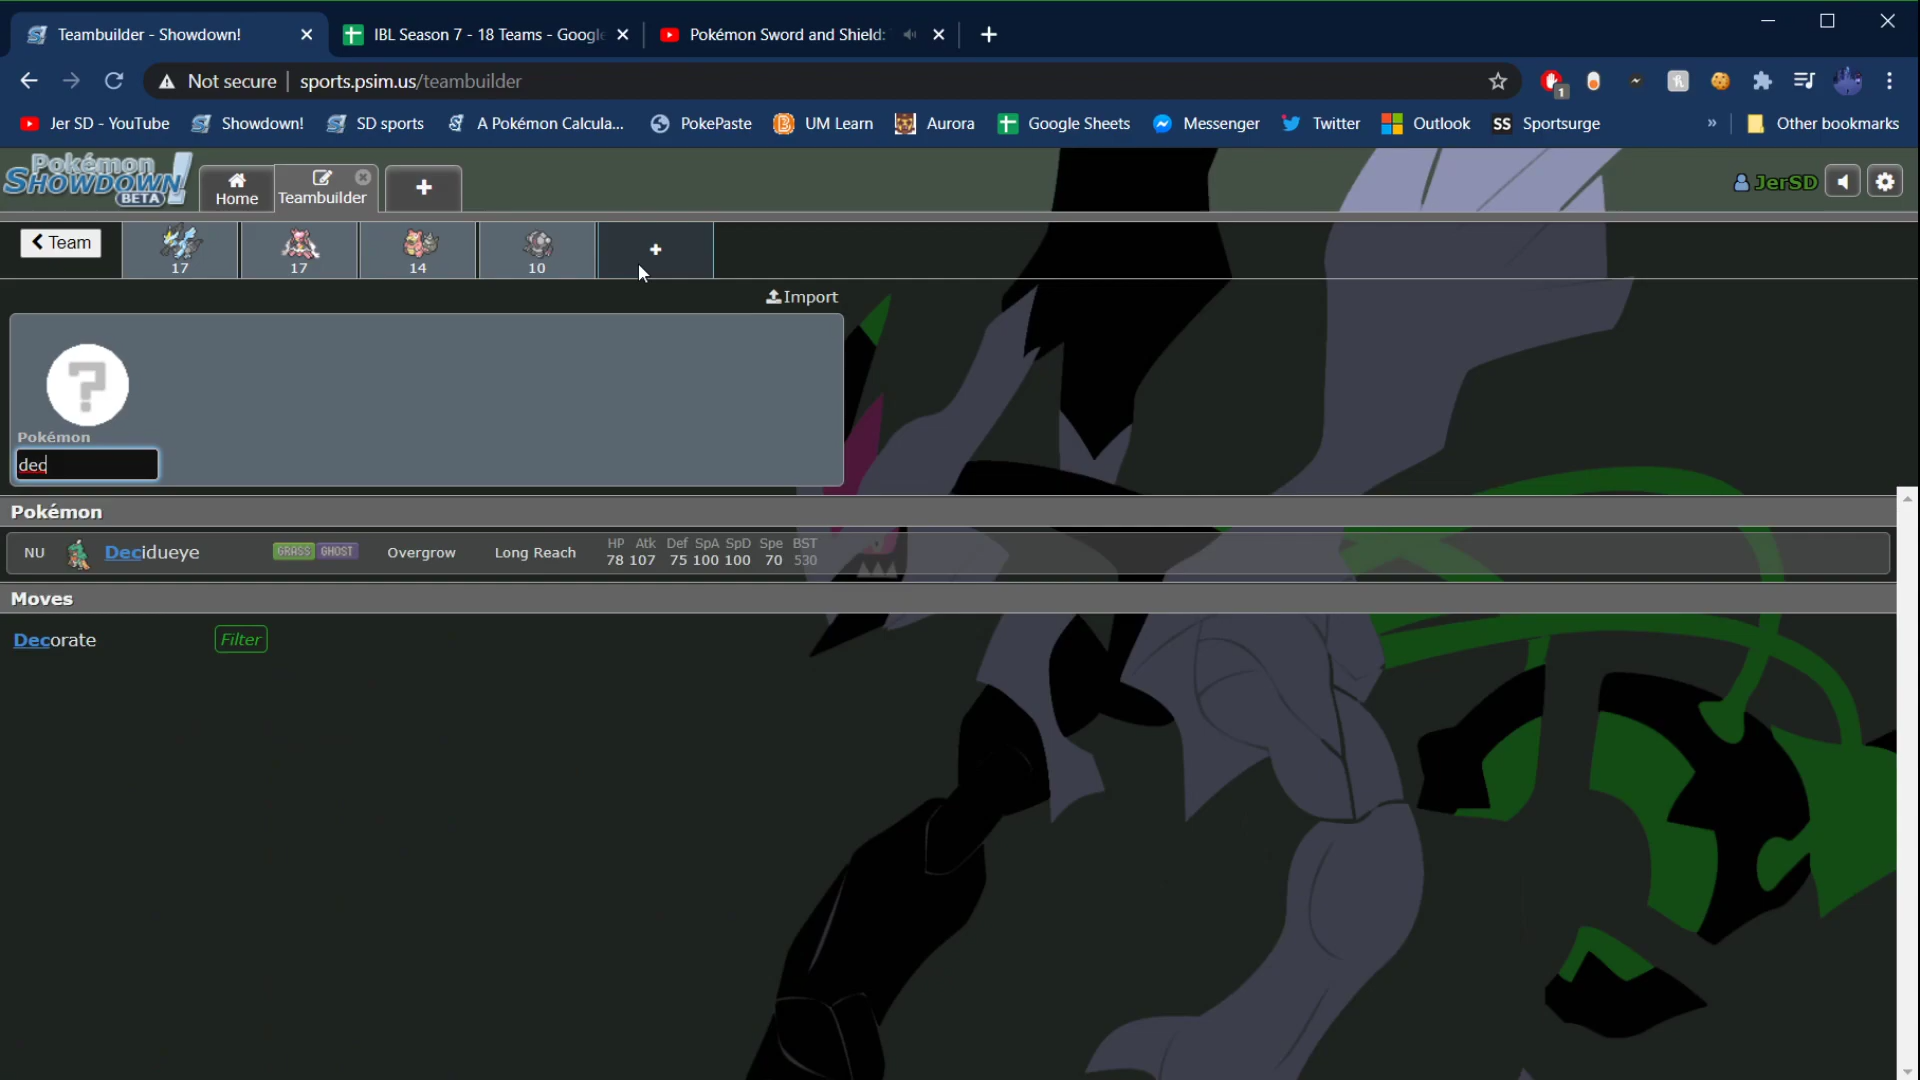 Teambuilder - Showdown!
IBL Season 7 - 18 Teams - Google
Pokémon Sword and Shield:
Not secure
sports.psim.us/teambuilder
1
Jer SD - YouTube
Showdown!
SD sports
A Pokémon Calcula...
PokePaste
UM Learn
Aurora
Google Sheets
Messenger
Twitter
Outlook
SS Sportsurge
»
Other bookmarks
Pokémon
SHOWDOWN!
BETA
Home
Teambuilder
JerSD
Team
17
17
14
10
Import
?
Pokémon
dec
Pokémon
NU
Decidueye
GRASS GHOST
Overgrow
Long Reach
HP Atk Def SpA SpD Spe BST
78 107 75 100 100 70 530
Moves
Decorate
Filter